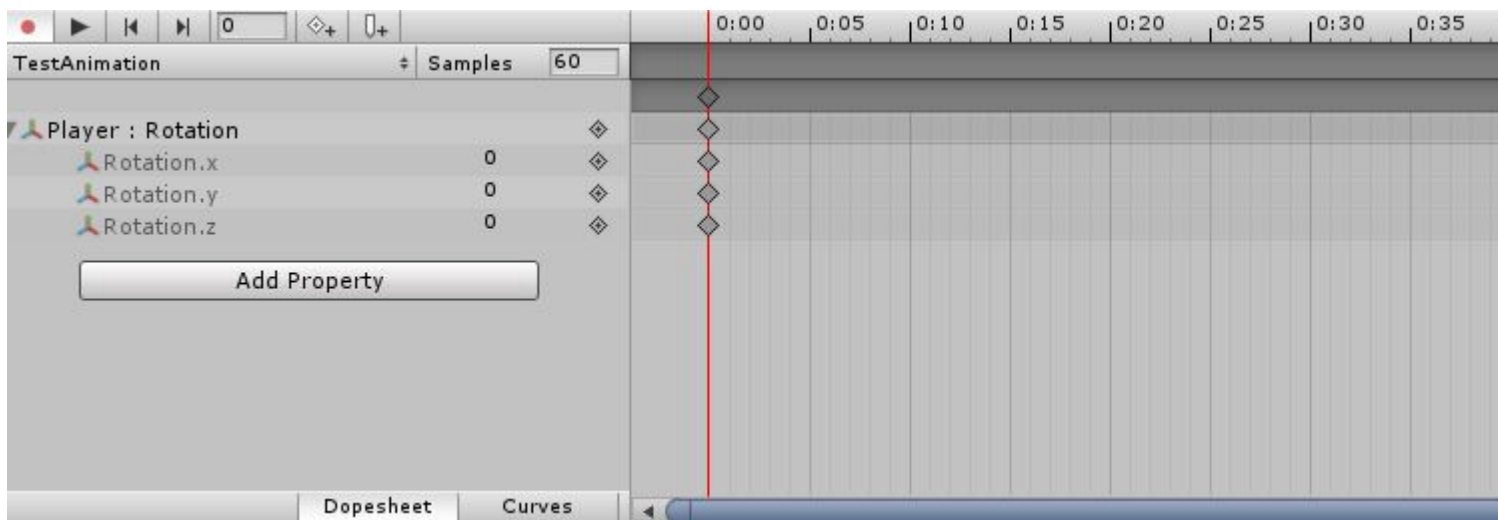 0 0:00 0:05 0:10 0:15 0:20 0:25 0:30 0:35
TestAnimation Samples 60
Player : Rotation
Rotation.x 0
Rotation.y 0
Rotation.z 0
Add Property
Dopesheet Curves